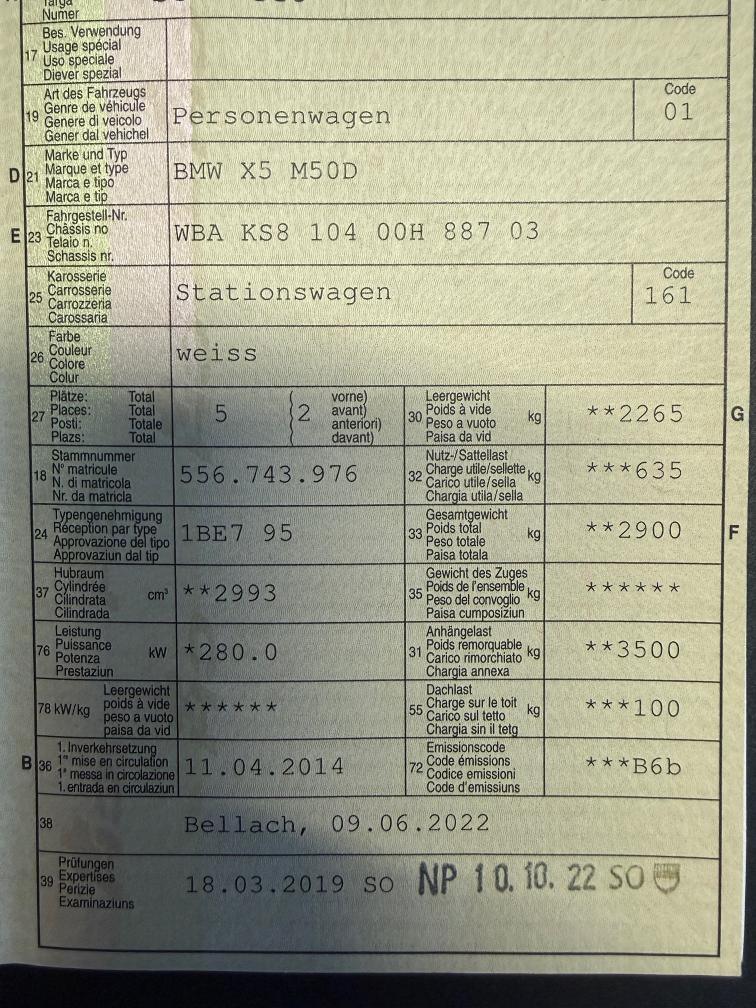 Targa
Numer
Bes. Verwendung
17 Usage spécial
Uso speciale
Diever spezial
Art des Fahrzeugs
19 Genre de véhicule
Genere di veicolo
Gener dal vehichel
Personenwagen
Code
01
Marke und Typ
D 21 Marque et type
Marca e tipo
Marca e tip
BMW X5 M50D
Fahrgestell-Nr.
E 23 Châssis no
Telaio n.
Schassis nr.
WBA KS8 104 00H 887 03
Karosserie
25 Carrosserie
Carrozzeria
Carossaria
Stationswagen
Code
161
Farbe
26 Couleur
Colore
Colur
weiss
Plätze: Total
27 Places: Total
Posti: Totale
Plazs: Total
5
(2 vorne)
avant)
anteriori)
davant)
Leergewicht
30 Poids à vide kg
Peso a vuoto
Paisa da vid
**2265 G
Stammnummer
18 N° matricule
N. di matricola
Nr. da matricla
556.743.976
Nutz-/Sattellast
32 Charge utile/sellette kg
Carico utile/sella
Chargia utila/sella
***635
Typengenehmigung
24 Réception par type
Approvazione del tipo
Approvaziun dal tip
1BE7 95
Gesamtgewicht
33 Poids total kg
Peso totale
Paisa totala
**2900 F
Hubraum
37 Cylindrée cm³
Cilindrata
Cilindrada
**2993
Gewicht des Zuges
35 Poids de l'ensemble kg
Peso del convoglio
Paisa cumposiziun
******
Leistung
76 Puissance kW
Potenza
Prestaziun
*280.0
Anhängelast
31 Poids remorquable kg
Carico rimorchiato
Chargia annexa
**3500
Leergewicht
78 kW/kg poids à vide
peso a vuoto
paisa da vid
******
Dachlast
55 Charge sur le toit kg
Carico sul tetto
Chargia sin il tetg
***100
1. Inverkehrsetzung
B 36 1re mise en circulation
1a messa in circolazione
1. entrada en circulaziun
11.04.2014
Emissionscode
72 Code émissions
Codice emissioni
Code d'emissiuns
***B6b
38 Bellach, 09.06.2022
Prüfungen
39 Expertises
Perizie
Examinaziuns
18.03.2019 SO NP 10.10.22 SO